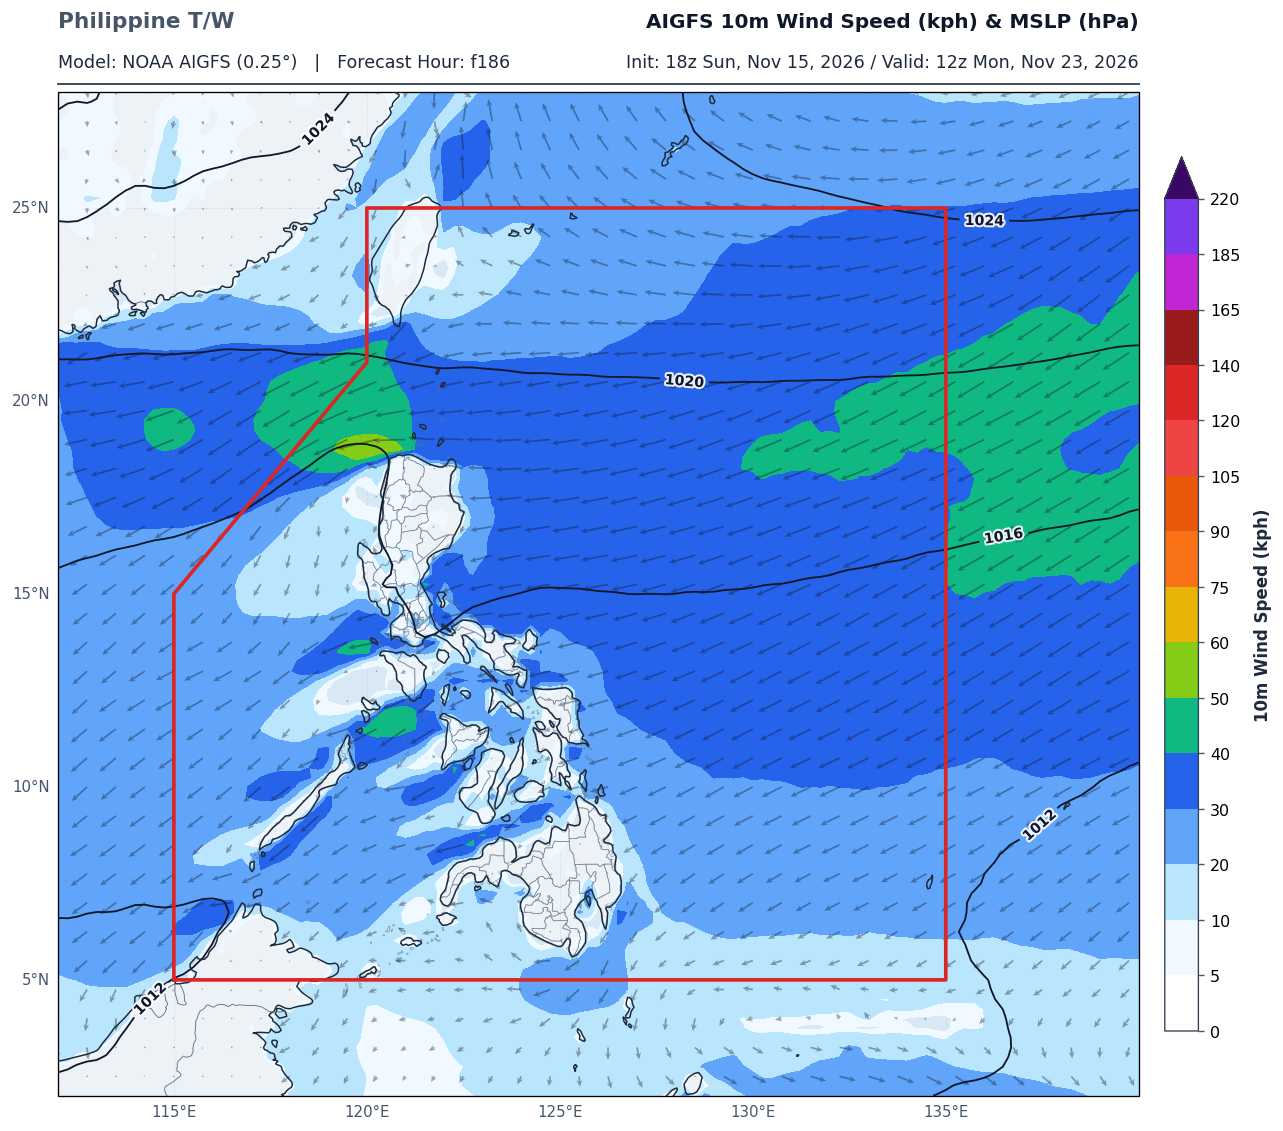 Philippine T/W
AIGFS 10m Wind Speed (kph) & MSLP (hPa)
Model: NOAA AIGFS (0.25°)   |   Forecast Hour: f186
Init: 18z Sun, Nov 15, 2026 / Valid: 12z Mon, Nov 23, 2026
1024
25°N
1024
1020
20°N
1016
15°N
10°N
1012
5°N
1012
115°E
120°E
125°E
130°E
135°E
220
185
165
140
120
105
90
75
60
50
40
30
20
10
5
0
10m Wind Speed (kph)